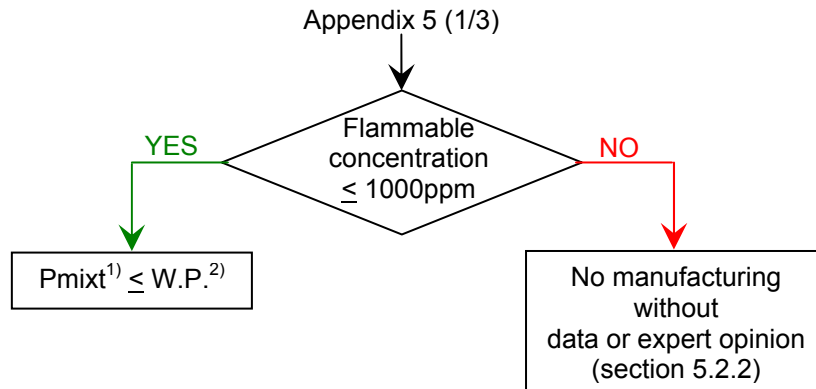 Appendix 5 (1/3)
Flammable
concentration
≤ 1000ppm
YES
NO
Pmixt¹⁾ ≤ W.P.²⁾
No manufacturing
without
data or expert opinion
(section 5.2.2)